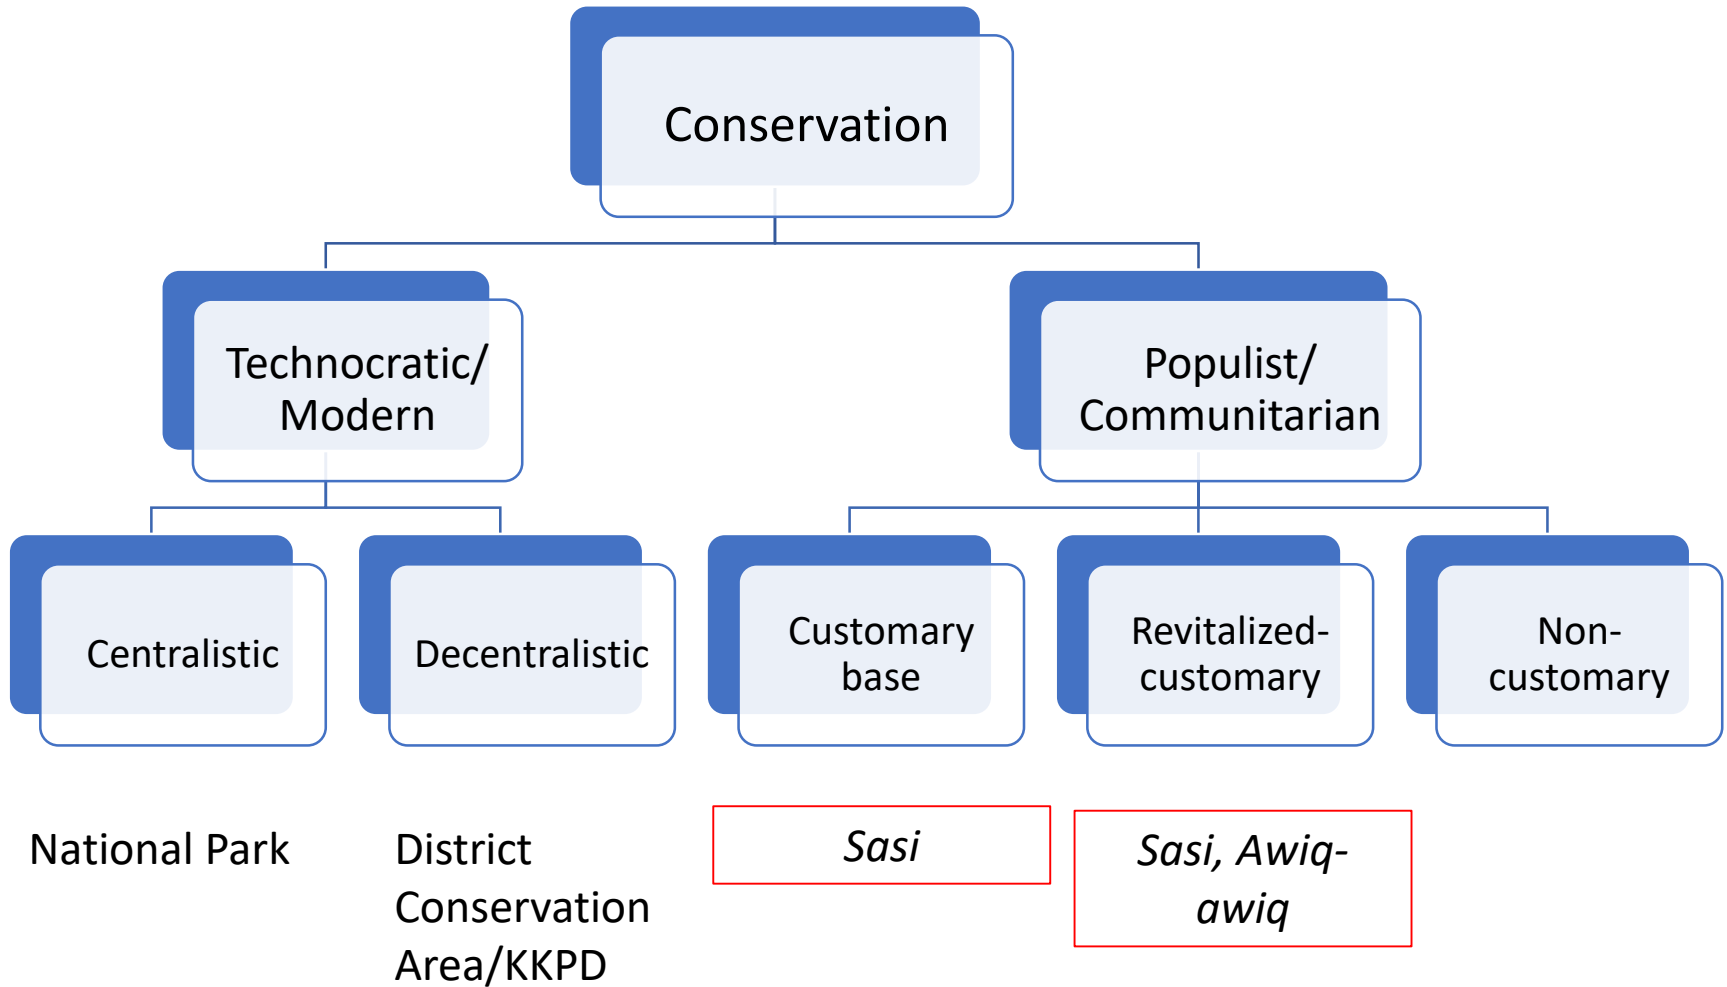 Conservation
Technocratic/
Modern
Populist/
Communitarian
Centralistic
Decentralistic
Customary
base
Revitalized-
customary
Non-
customary
National Park
District
Conservation
Area/KKPD
Sasi
Sasi, Awiq-
awiq